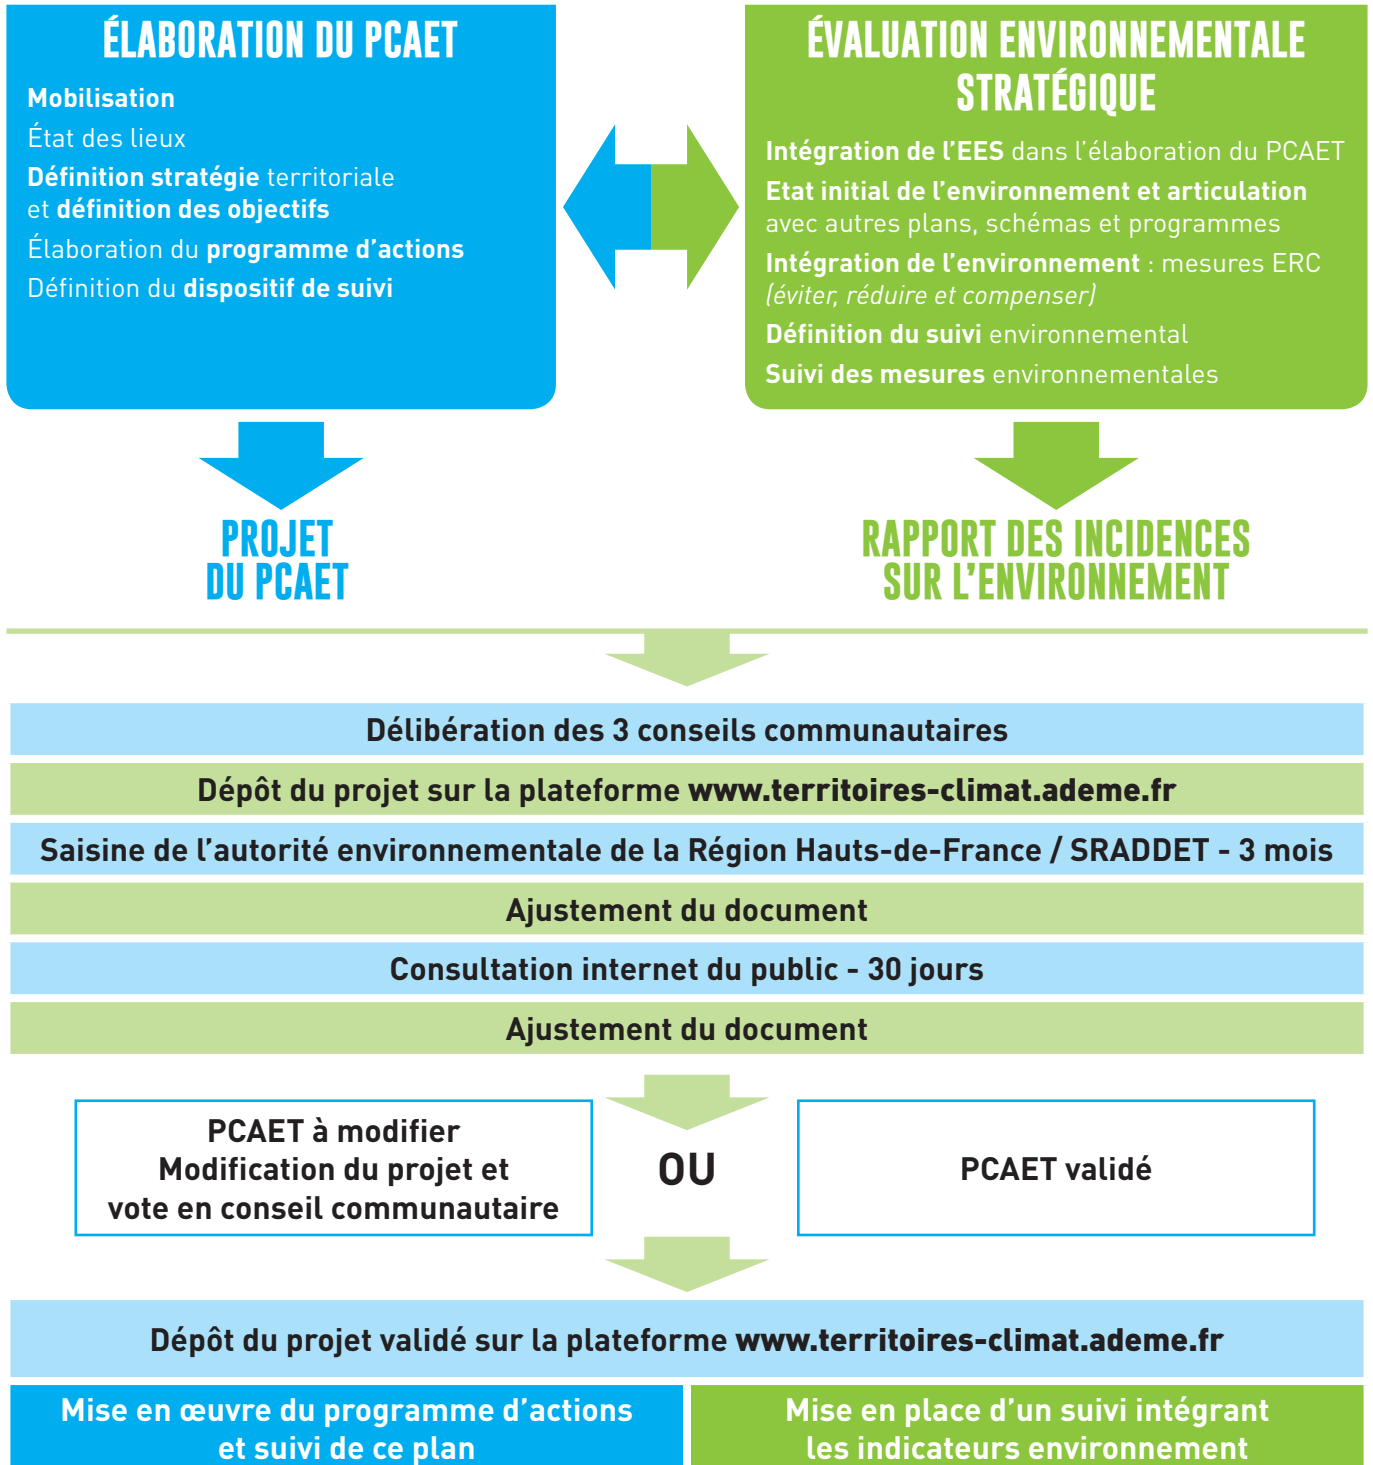 ÉLABORATION DU PCAET
Mobilisation
État des lieux
Définition stratégie territoriale
et définition des objectifs
Élaboration du programme d’actions
Définition du dispositif de suivi
ÉVALUATION ENVIRONNEMENTALE
STRATÉGIQUE
Intégration de l’EES dans l’élaboration du PCAET
Etat initial de l’environnement et articulation
avec autres plans, schémas et programmes
Intégration de l’environnement : mesures ERC
(éviter, réduire et compenser)
Définition du suivi environnemental
Suivi des mesures environnementales
PROJET
DU PCAET
RAPPORT DES INCIDENCES
SUR L’ENVIRONNEMENT
Délibération des 3 conseils communautaires
Dépôt du projet sur la plateforme www.territoires-climat.ademe.fr
Saisine de l’autorité environnementale de la Région Hauts-de-France / SRADDET - 3 mois
Ajustement du document
Consultation internet du public - 30 jours
Ajustement du document
PCAET à modifier
Modification du projet et
vote en conseil communautaire
OU
PCAET validé
Dépôt du projet validé sur la plateforme www.territoires-climat.ademe.fr
Mise en œuvre du programme d’actions
et suivi de ce plan
Mise en place d’un suivi intégrant
les indicateurs environnement